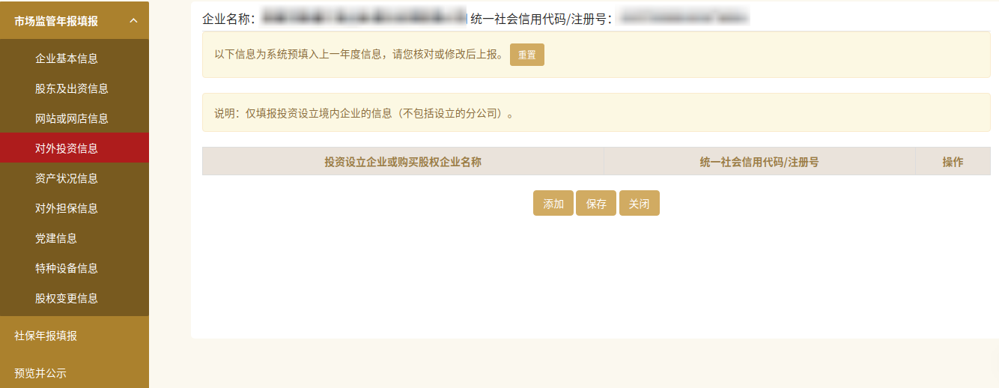 市场监管年报填报
企业基本信息
股东及出资信息
网站或网店信息
对外投资信息
资产状况信息
对外担保信息
党建信息
特种设备信息
股权变更信息
社保年报填报
预览并公示
企业名称： 统一社会信用代码/注册号：
以下信息为系统预填入上一年度信息，请您核对或修改后上报。 重置
说明：仅填报投资设立境内企业的信息（不包括设立的分公司）。
投资设立企业或购买股权企业名称 统一社会信用代码/注册号 操作
添加 保存 关闭